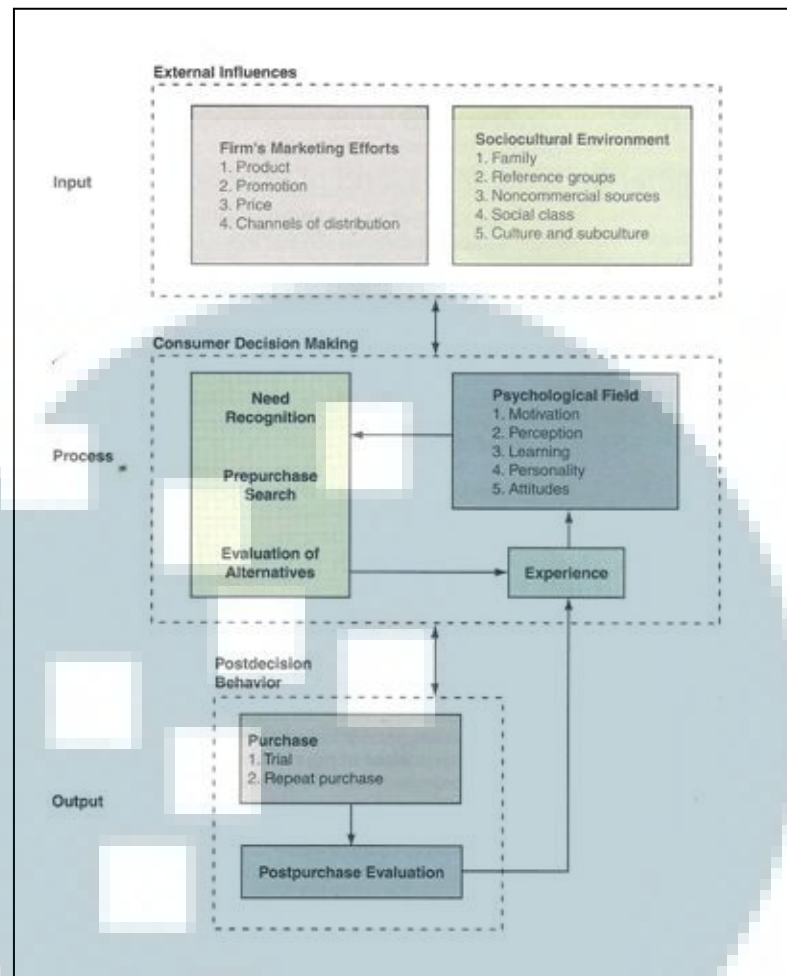 External Influences
Input
Firm's Marketing Efforts
1. Product
2. Promotion
3. Price
4. Channels of distribution
Sociocultural Environment
1. Family
2. Reference groups
3. Noncommercial sources
4. Social class
5. Culture and subculture
Consumer Decision Making
Process
Need
Recognition
Prepurchase
Search
Evaluation of
Alternatives
Psychological Field
1. Motivation
2. Perception
3. Learning
4. Personality
5. Attitudes
Experience
Postdecision
Behavior
Output
Purchase
1. Trial
2. Repeat purchase
Postpurchase Evaluation